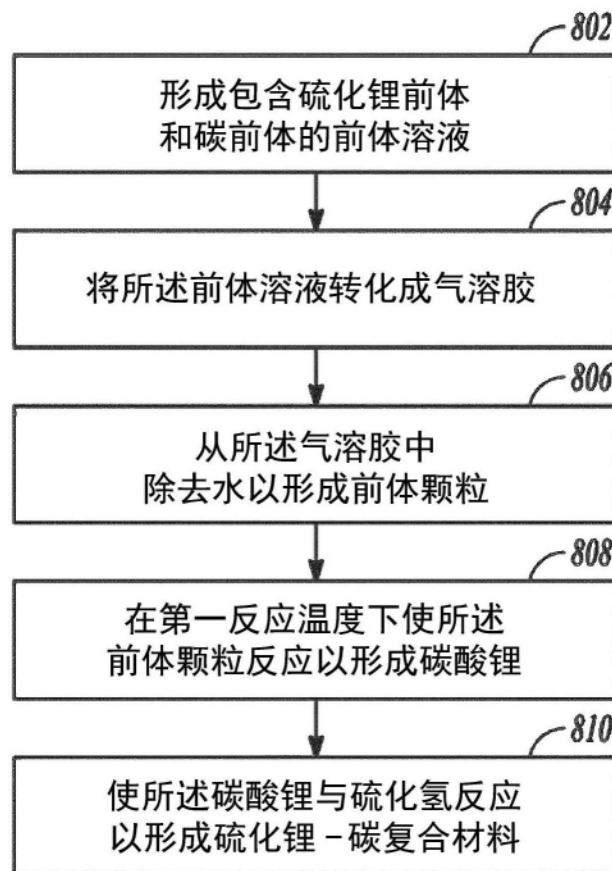 802
形成包含硫化锂前体
和碳前体的前体溶液
804
将所述前体溶液转化成气溶胶
806
从所述气溶胶中
除去水以形成前体颗粒
808
在第一反应温度下使所述
前体颗粒反应以形成碳酸锂
810
使所述碳酸锂与硫化氢反应
以形成硫化锂-碳复合材料